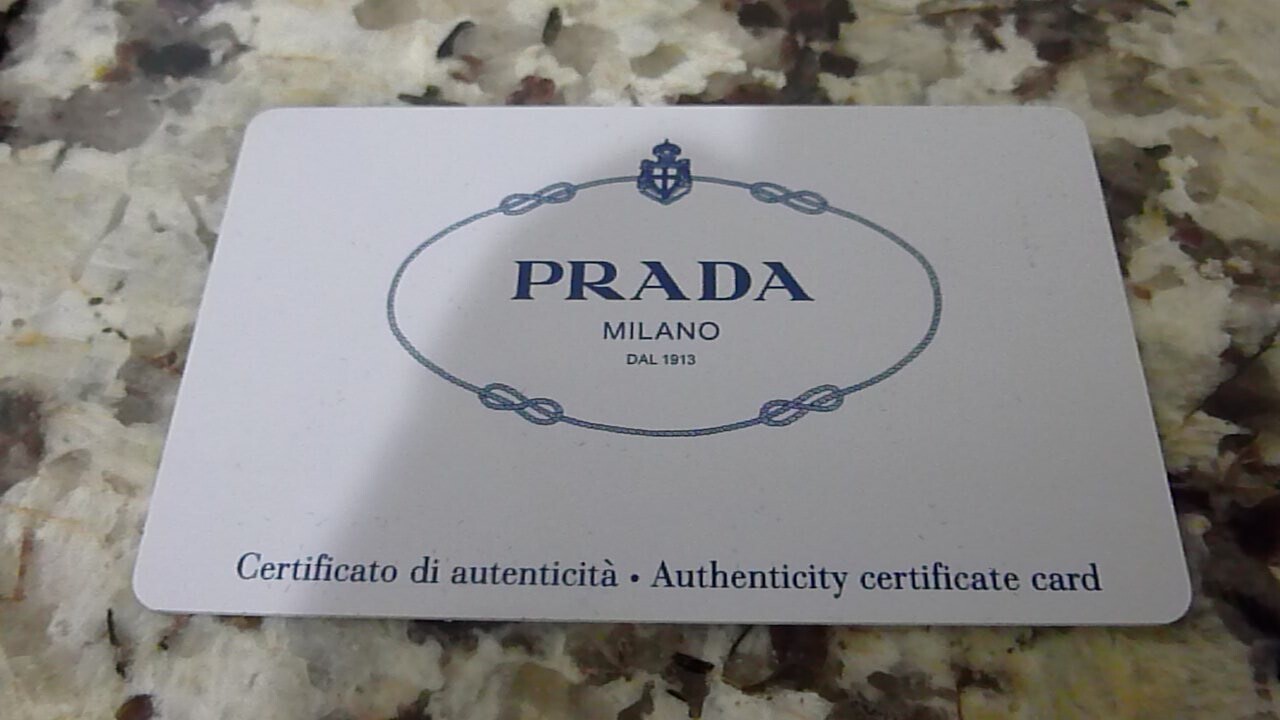 PRADA
MILANO
DAL 1913
Certificato di autenticità • Authenticity certificate card